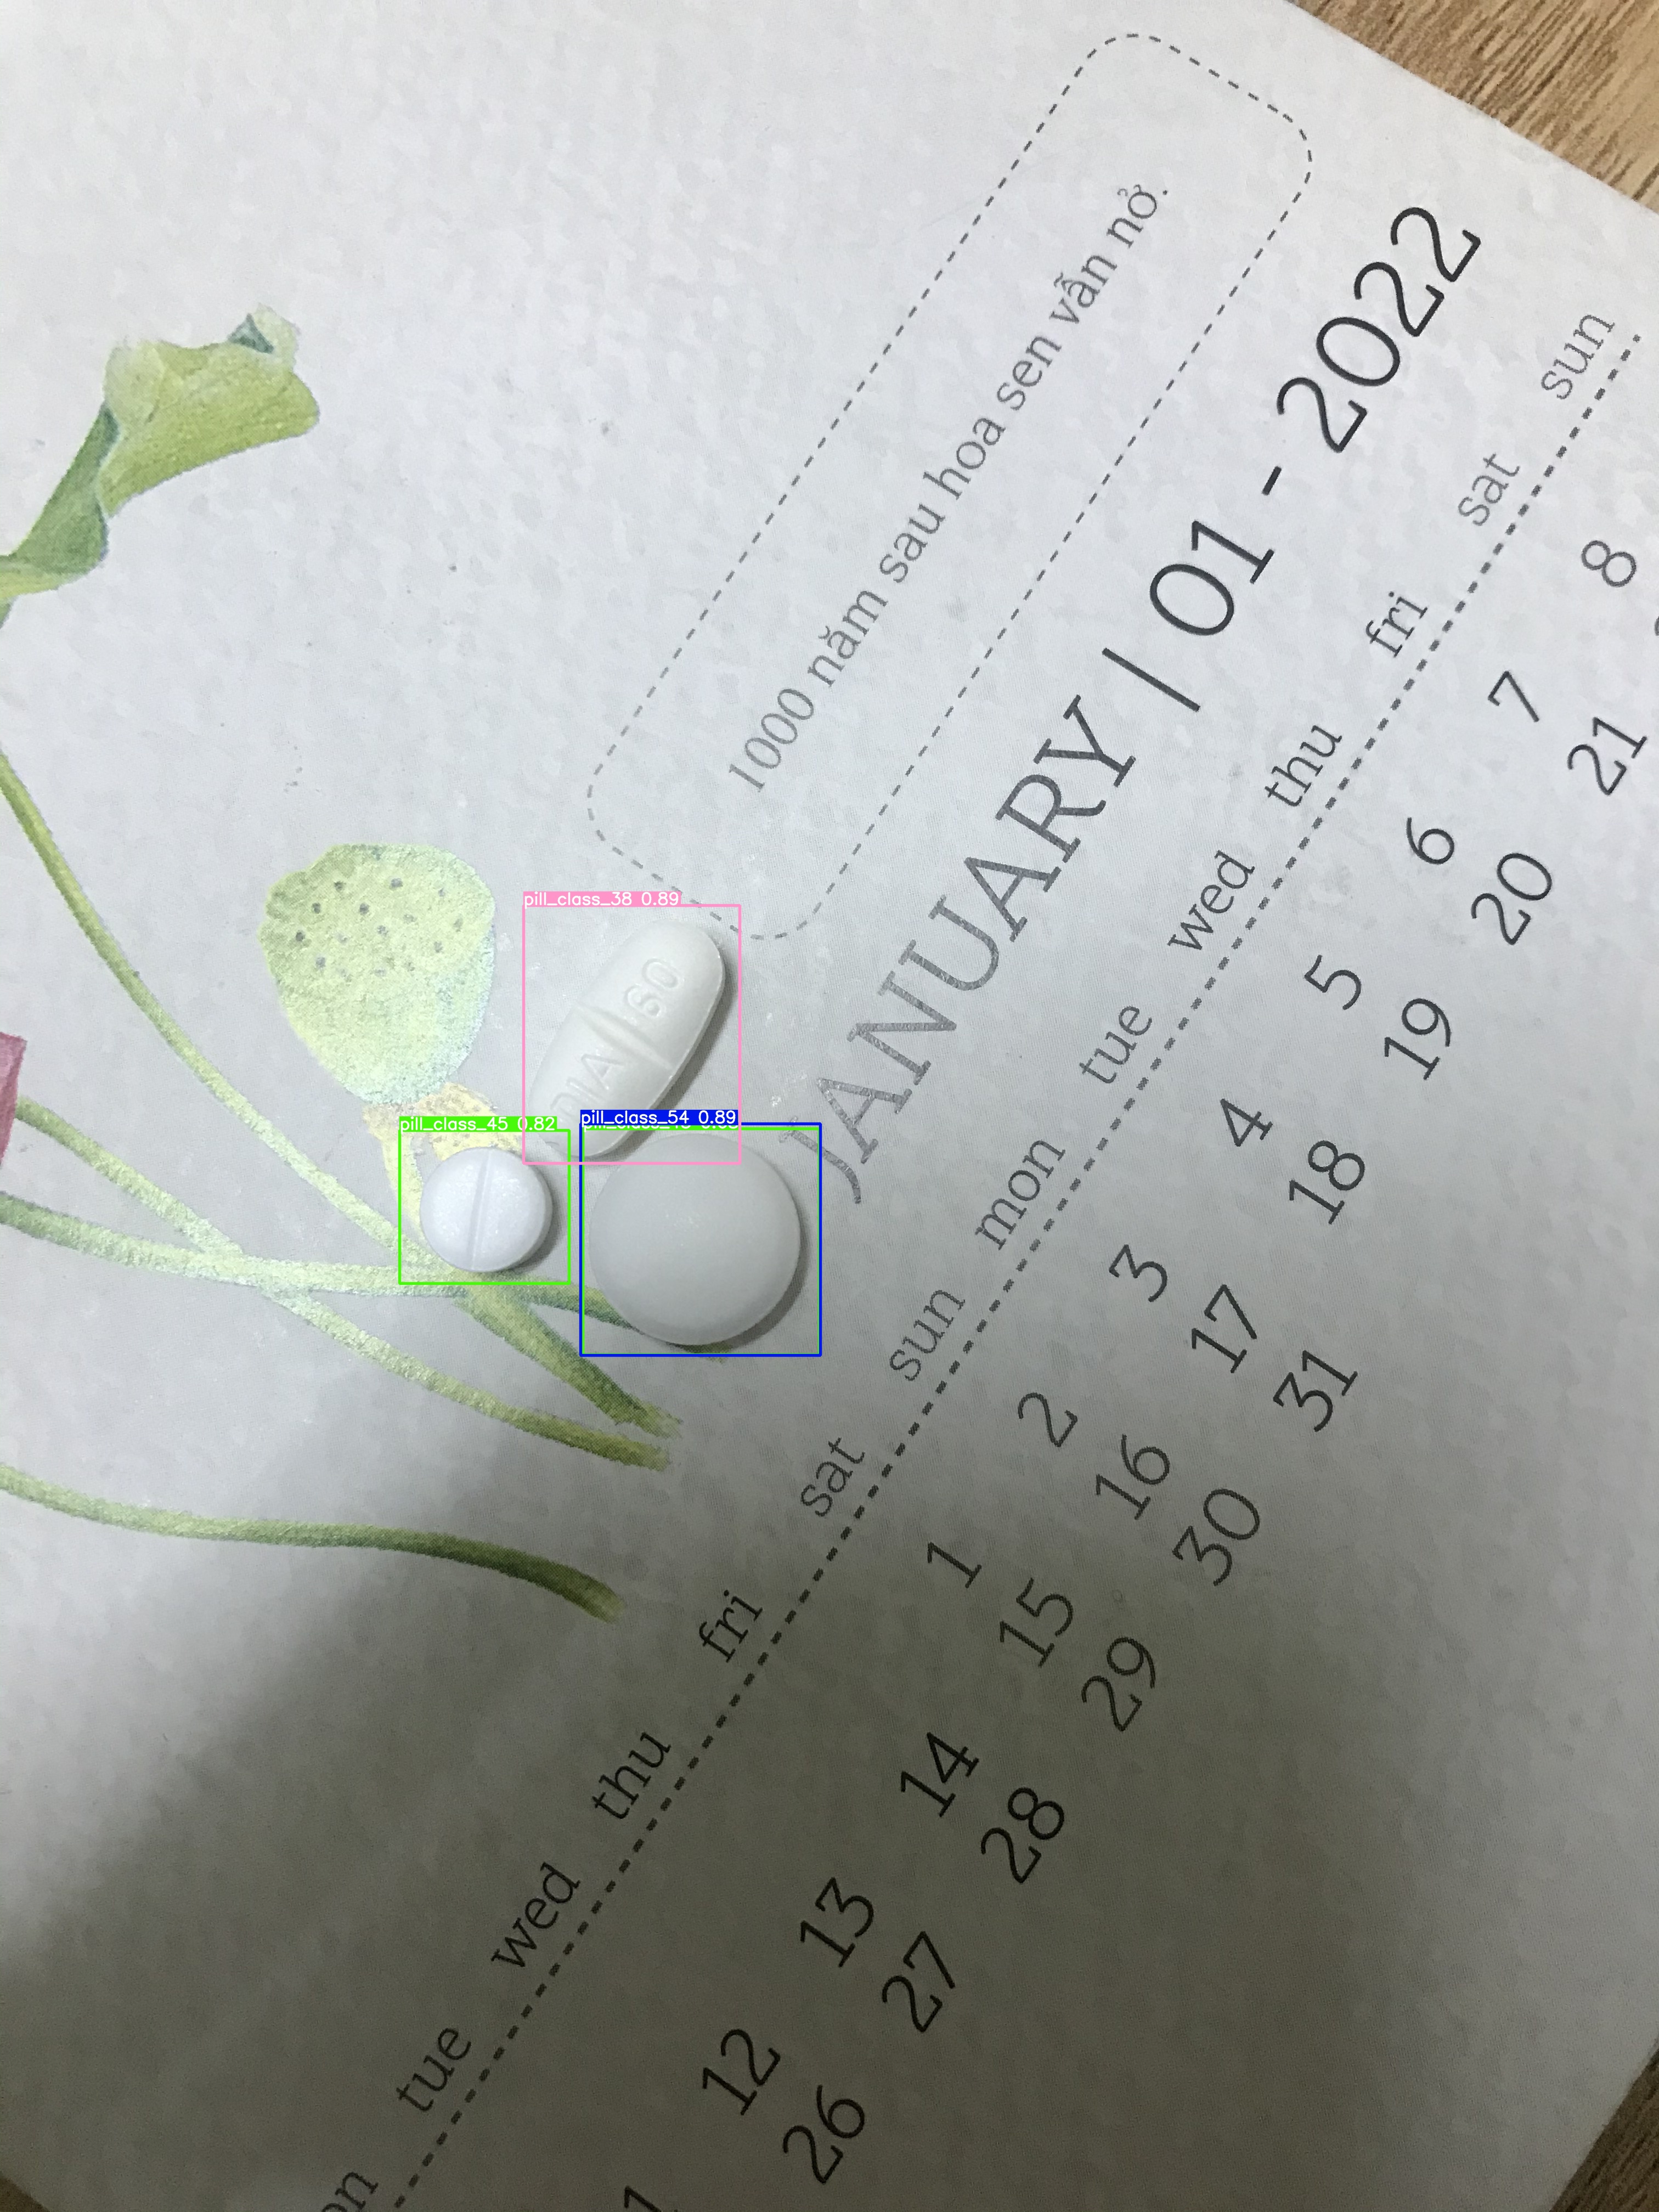 1000 năm sau hoa sen vẫn nở.
JANUARY | 01 - 2022
tue wed thu fri sat sun mon tue wed thu fri sat sun
1 2 3 4 5 6 7 8
12 13 14 15 16 17 18 19 20 21
26 27 28 29 30 31
pill_class_38 0.89
DIA 60
pill_class_45 0.82
pill_class_54 0.89